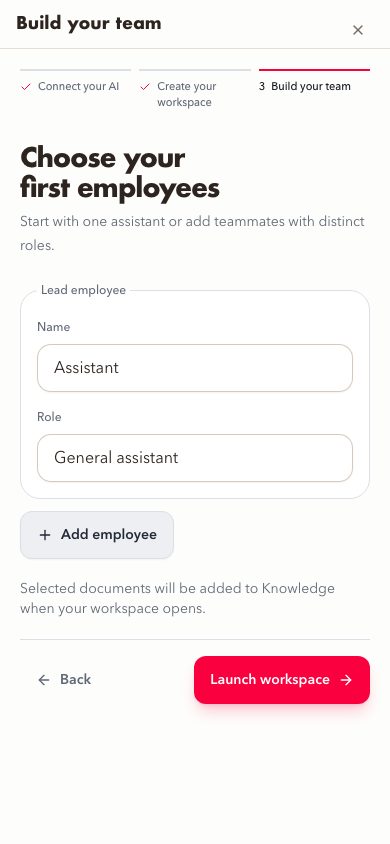 Build your team
Connect your AI
Create your
workspace
3 Build your team
Choose your
first employees
Start with one assistant or add teammates with distinct
roles.
Lead employee
Name
Assistant
Role
General assistant
Add employee
Selected documents will be added to Knowledge
when your workspace opens.
Back
Launch workspace